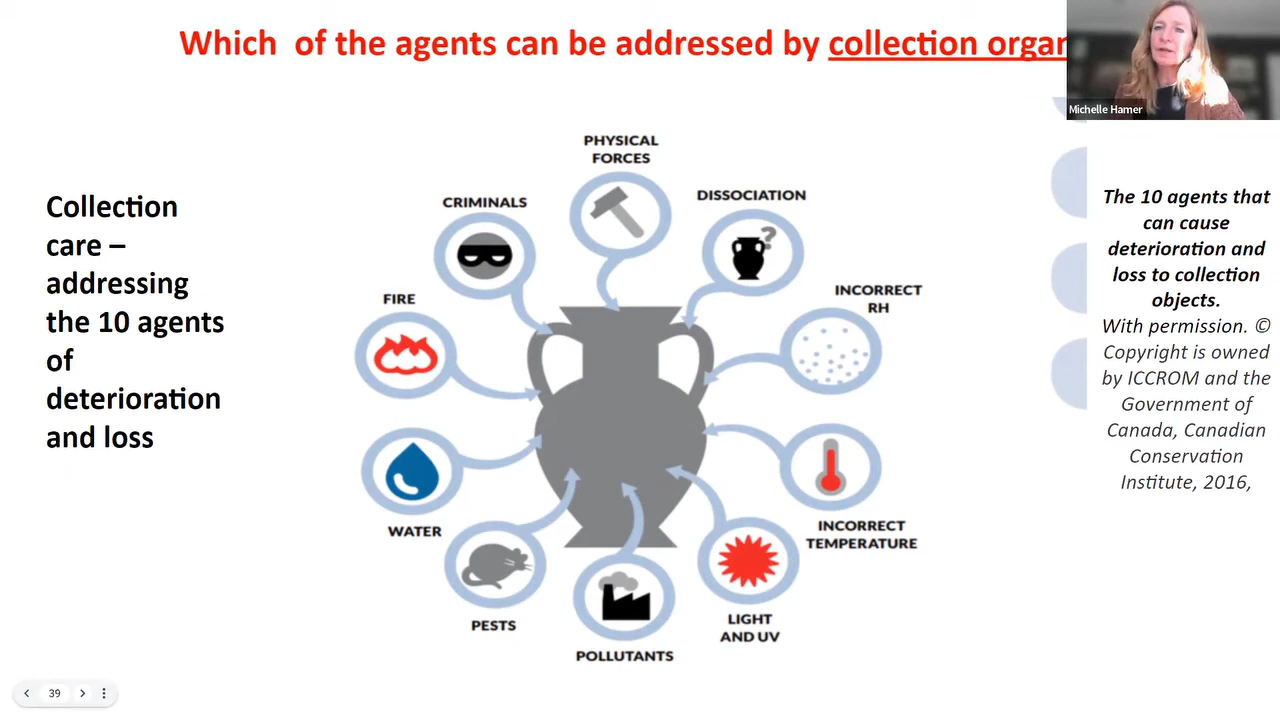 Which of the agents can be addressed by collection organ
Michelle Hamer
Collection
care –
addressing
the 10 agents
of
deterioration
and loss
PHYSICAL
FORCES
CRIMINALS
DISSOCIATION
?
FIRE
INCORRECT
RH
WATER
INCORRECT
TEMPERATURE
PESTS
LIGHT
AND UV
POLLUTANTS
The 10 agents that
can cause
deterioration and
loss to collection
objects.
With permission. ©
Copyright is owned
by ICCROM and the
Government of
Canada, Canadian
Conservation
Institute, 2016,
39